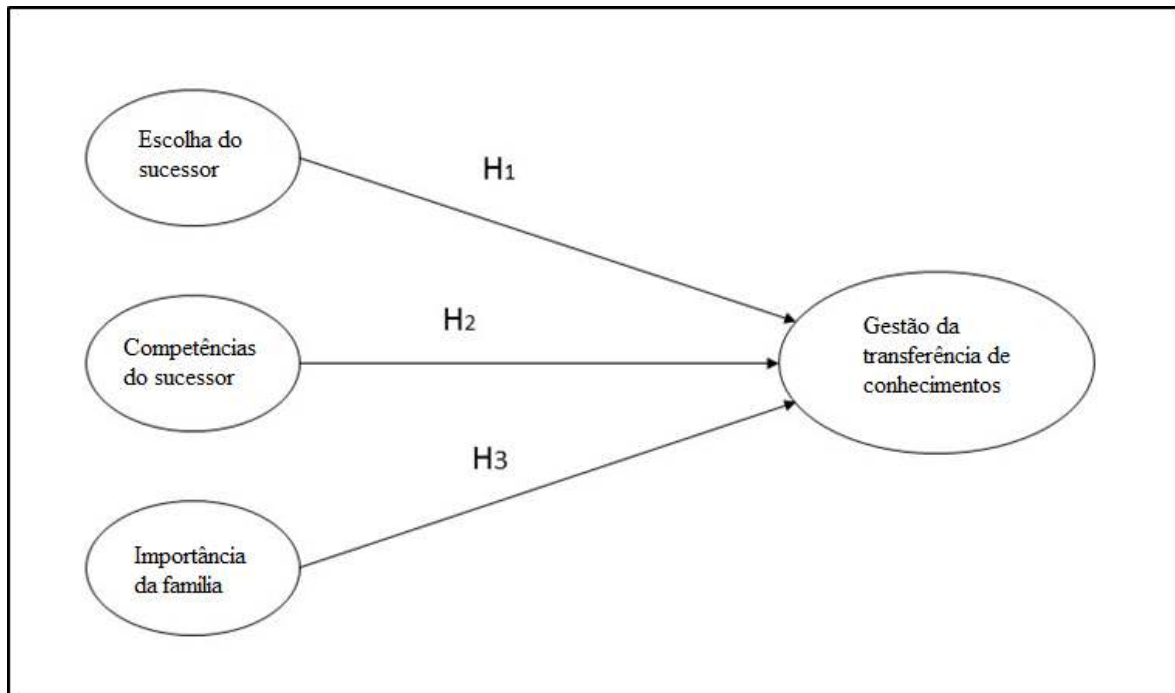 Escolha do
sucessor
H1
Competências
do sucessor
H2
Gestão da
transferência de
conhecimentos
H3
Importância
da família